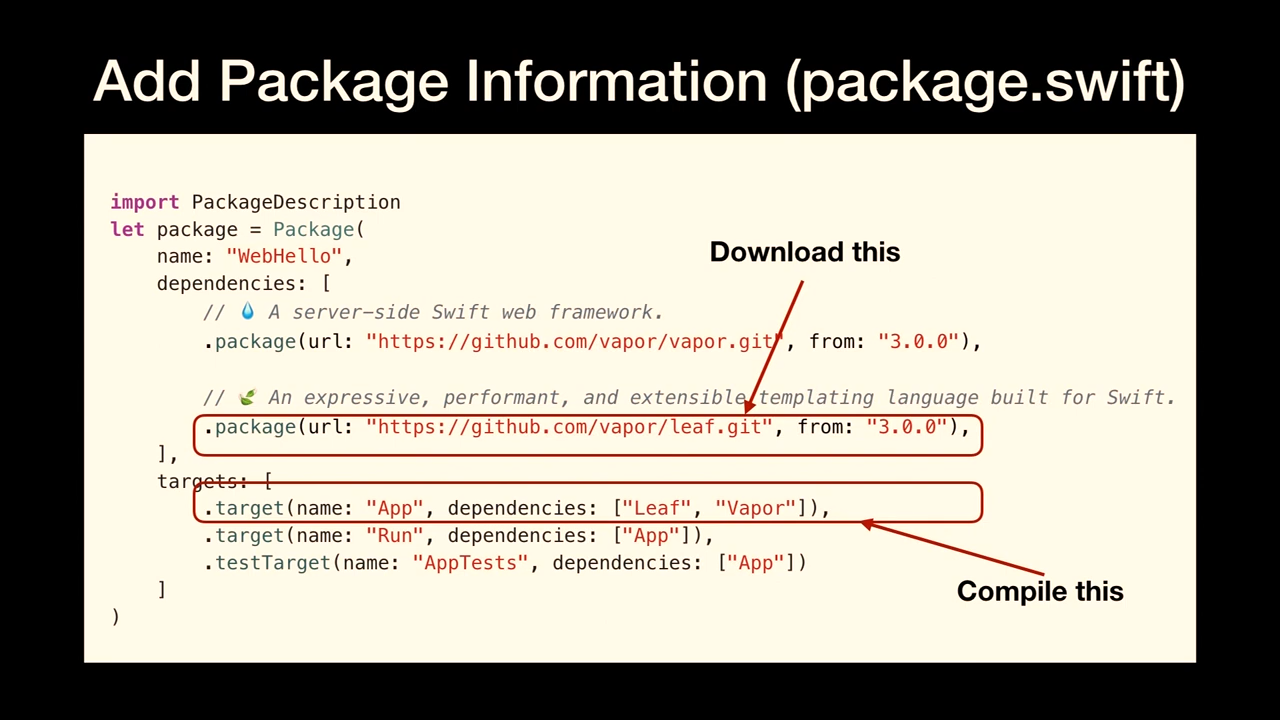 Add Package Information (package.swift)
import PackageDescription
let package = Package(
    name: "WebHello",
Download this
    dependencies: [
        // 💧 A server-side Swift web framework.
        .package(url: "https://github.com/vapor/vapor.git", from: "3.0.0"),
        // 🍃 An expressive, performant, and extensible templating language built for Swift.
        .package(url: "https://github.com/vapor/leaf.git", from: "3.0.0"),
    ],
    targets: [
        .target(name: "App", dependencies: ["Leaf", "Vapor"]),
        .target(name: "Run", dependencies: ["App"]),
        .testTarget(name: "AppTests", dependencies: ["App"])
    ]
Compile this
)